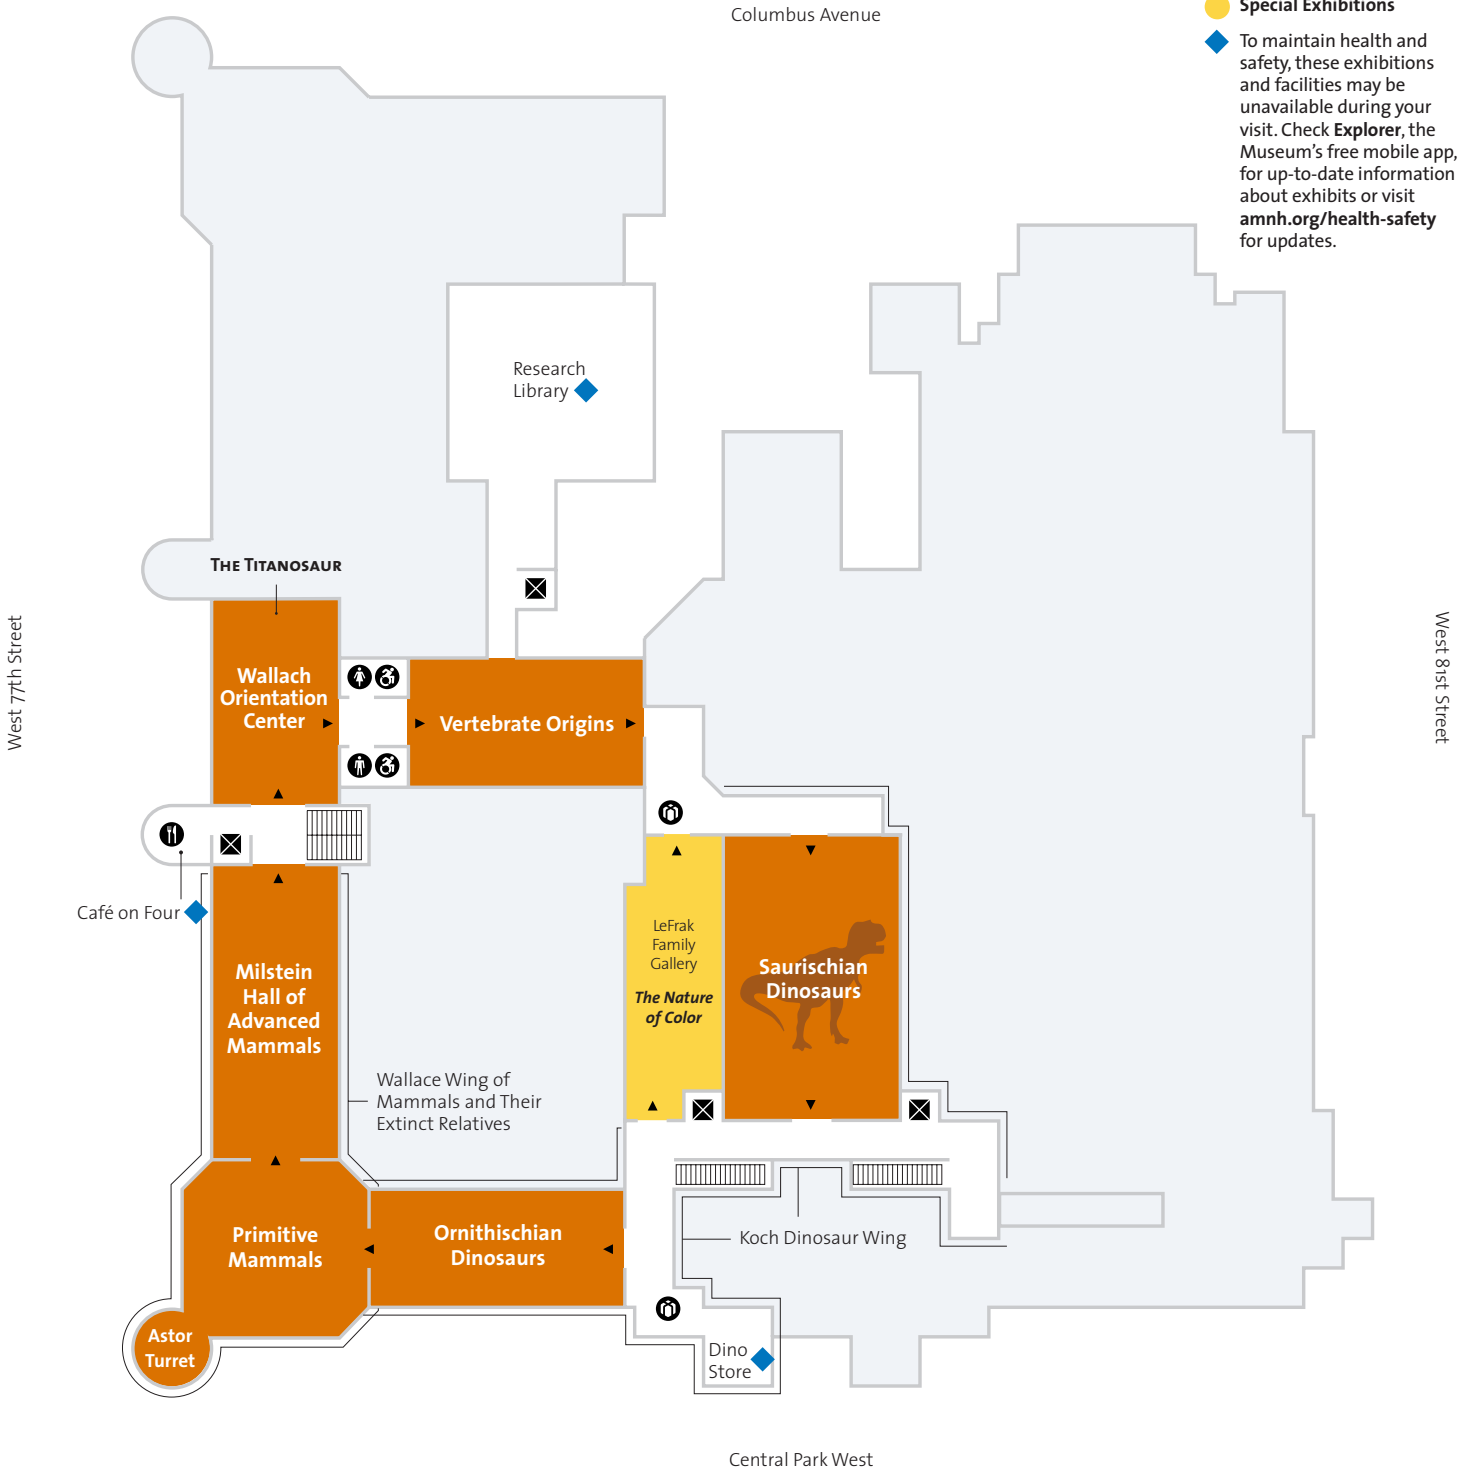 Columbus Avenue
Special Exhibitions
To maintain health and
safety, these exhibitions
and facilities may be
unavailable during your
visit. Check Explorer, the
Museum's free mobile app,
for up-to-date information
about exhibits or visit
amnh.org/health-safety
for updates.
Research
Library
The Titanosaur
West 77th Street
West 81st Street
Wallach
Orientation
Center
Vertebrate Origins
Café on Four
LeFrak
Family
Gallery
The Nature
of Color
Saurischian
Dinosaurs
Milstein
Hall of
Advanced
Mammals
Wallace Wing of
Mammals and Their
Extinct Relatives
Primitive
Mammals
Ornithischian
Dinosaurs
Koch Dinosaur Wing
Astor
Turret
Dino
Store
Central Park West